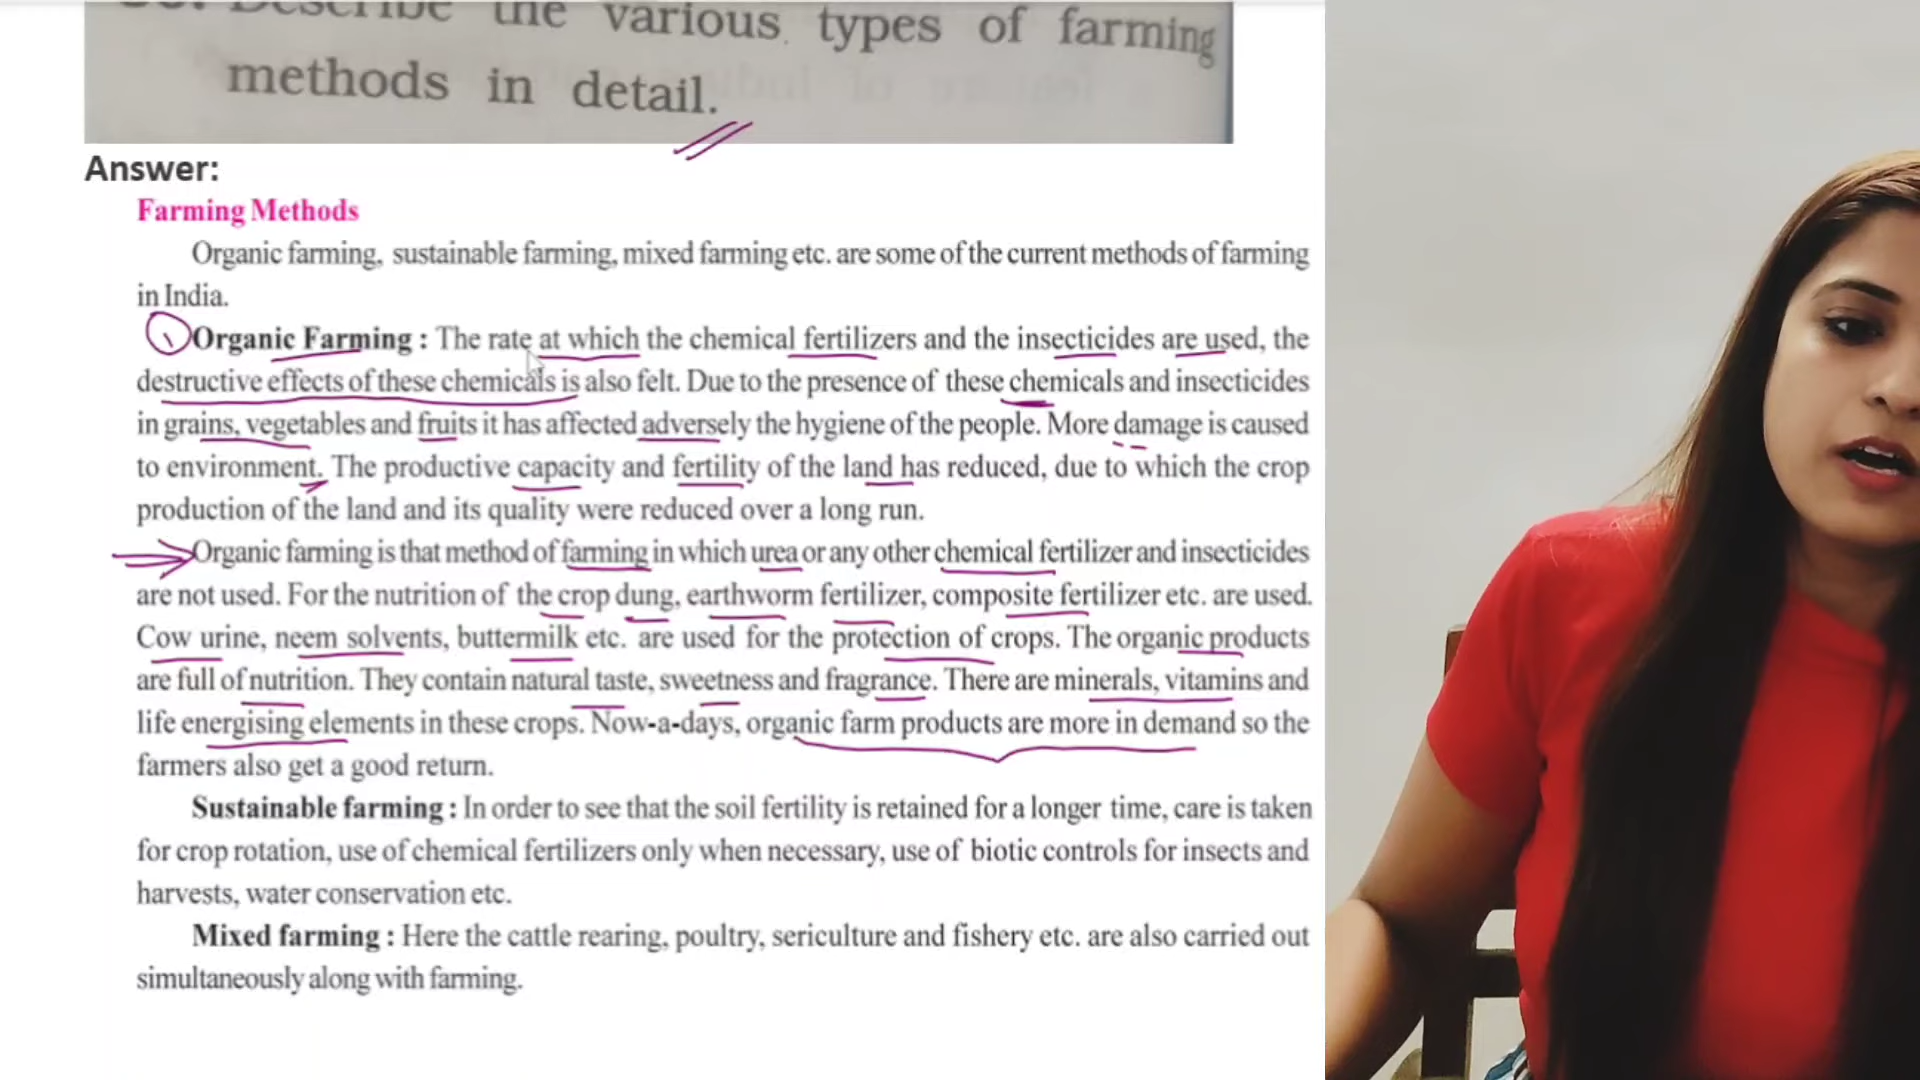 Describe the various types of farming
methods in detail.
Answer:
Farming Methods
Organic farming, sustainable farming, mixed farming etc. are some of the current methods of farming
in India.
1 Organic Farming : The rate at which the chemical fertilizers and the insecticides are used, the
destructive effects of these chemicals is also felt. Due to the presence of these chemicals and insecticides
in grains, vegetables and fruits it has affected adversely the hygiene of the people. More damage is caused
to environment. The productive capacity and fertility of the land has reduced, due to which the crop
production of the land and its quality were reduced over a long run.
Organic farming is that method of farming in which urea or any other chemical fertilizer and insecticides
are not used. For the nutrition of the crop dung, earthworm fertilizer, composite fertilizer etc. are used.
Cow urine, neem solvents, buttermilk etc. are used for the protection of crops. The organic products
are full of nutrition. They contain natural taste, sweetness and fragrance. There are minerals, vitamins and
life energising elements in these crops. Now-a-days, organic farm products are more in demand so the
farmers also get a good return.
Sustainable farming : In order to see that the soil fertility is retained for a longer time, care is taken
for crop rotation, use of chemical fertilizers only when necessary, use of biotic controls for insects and
harvests, water conservation etc.
Mixed farming : Here the cattle rearing, poultry, sericulture and fishery etc. are also carried out
simultaneously along with farming.